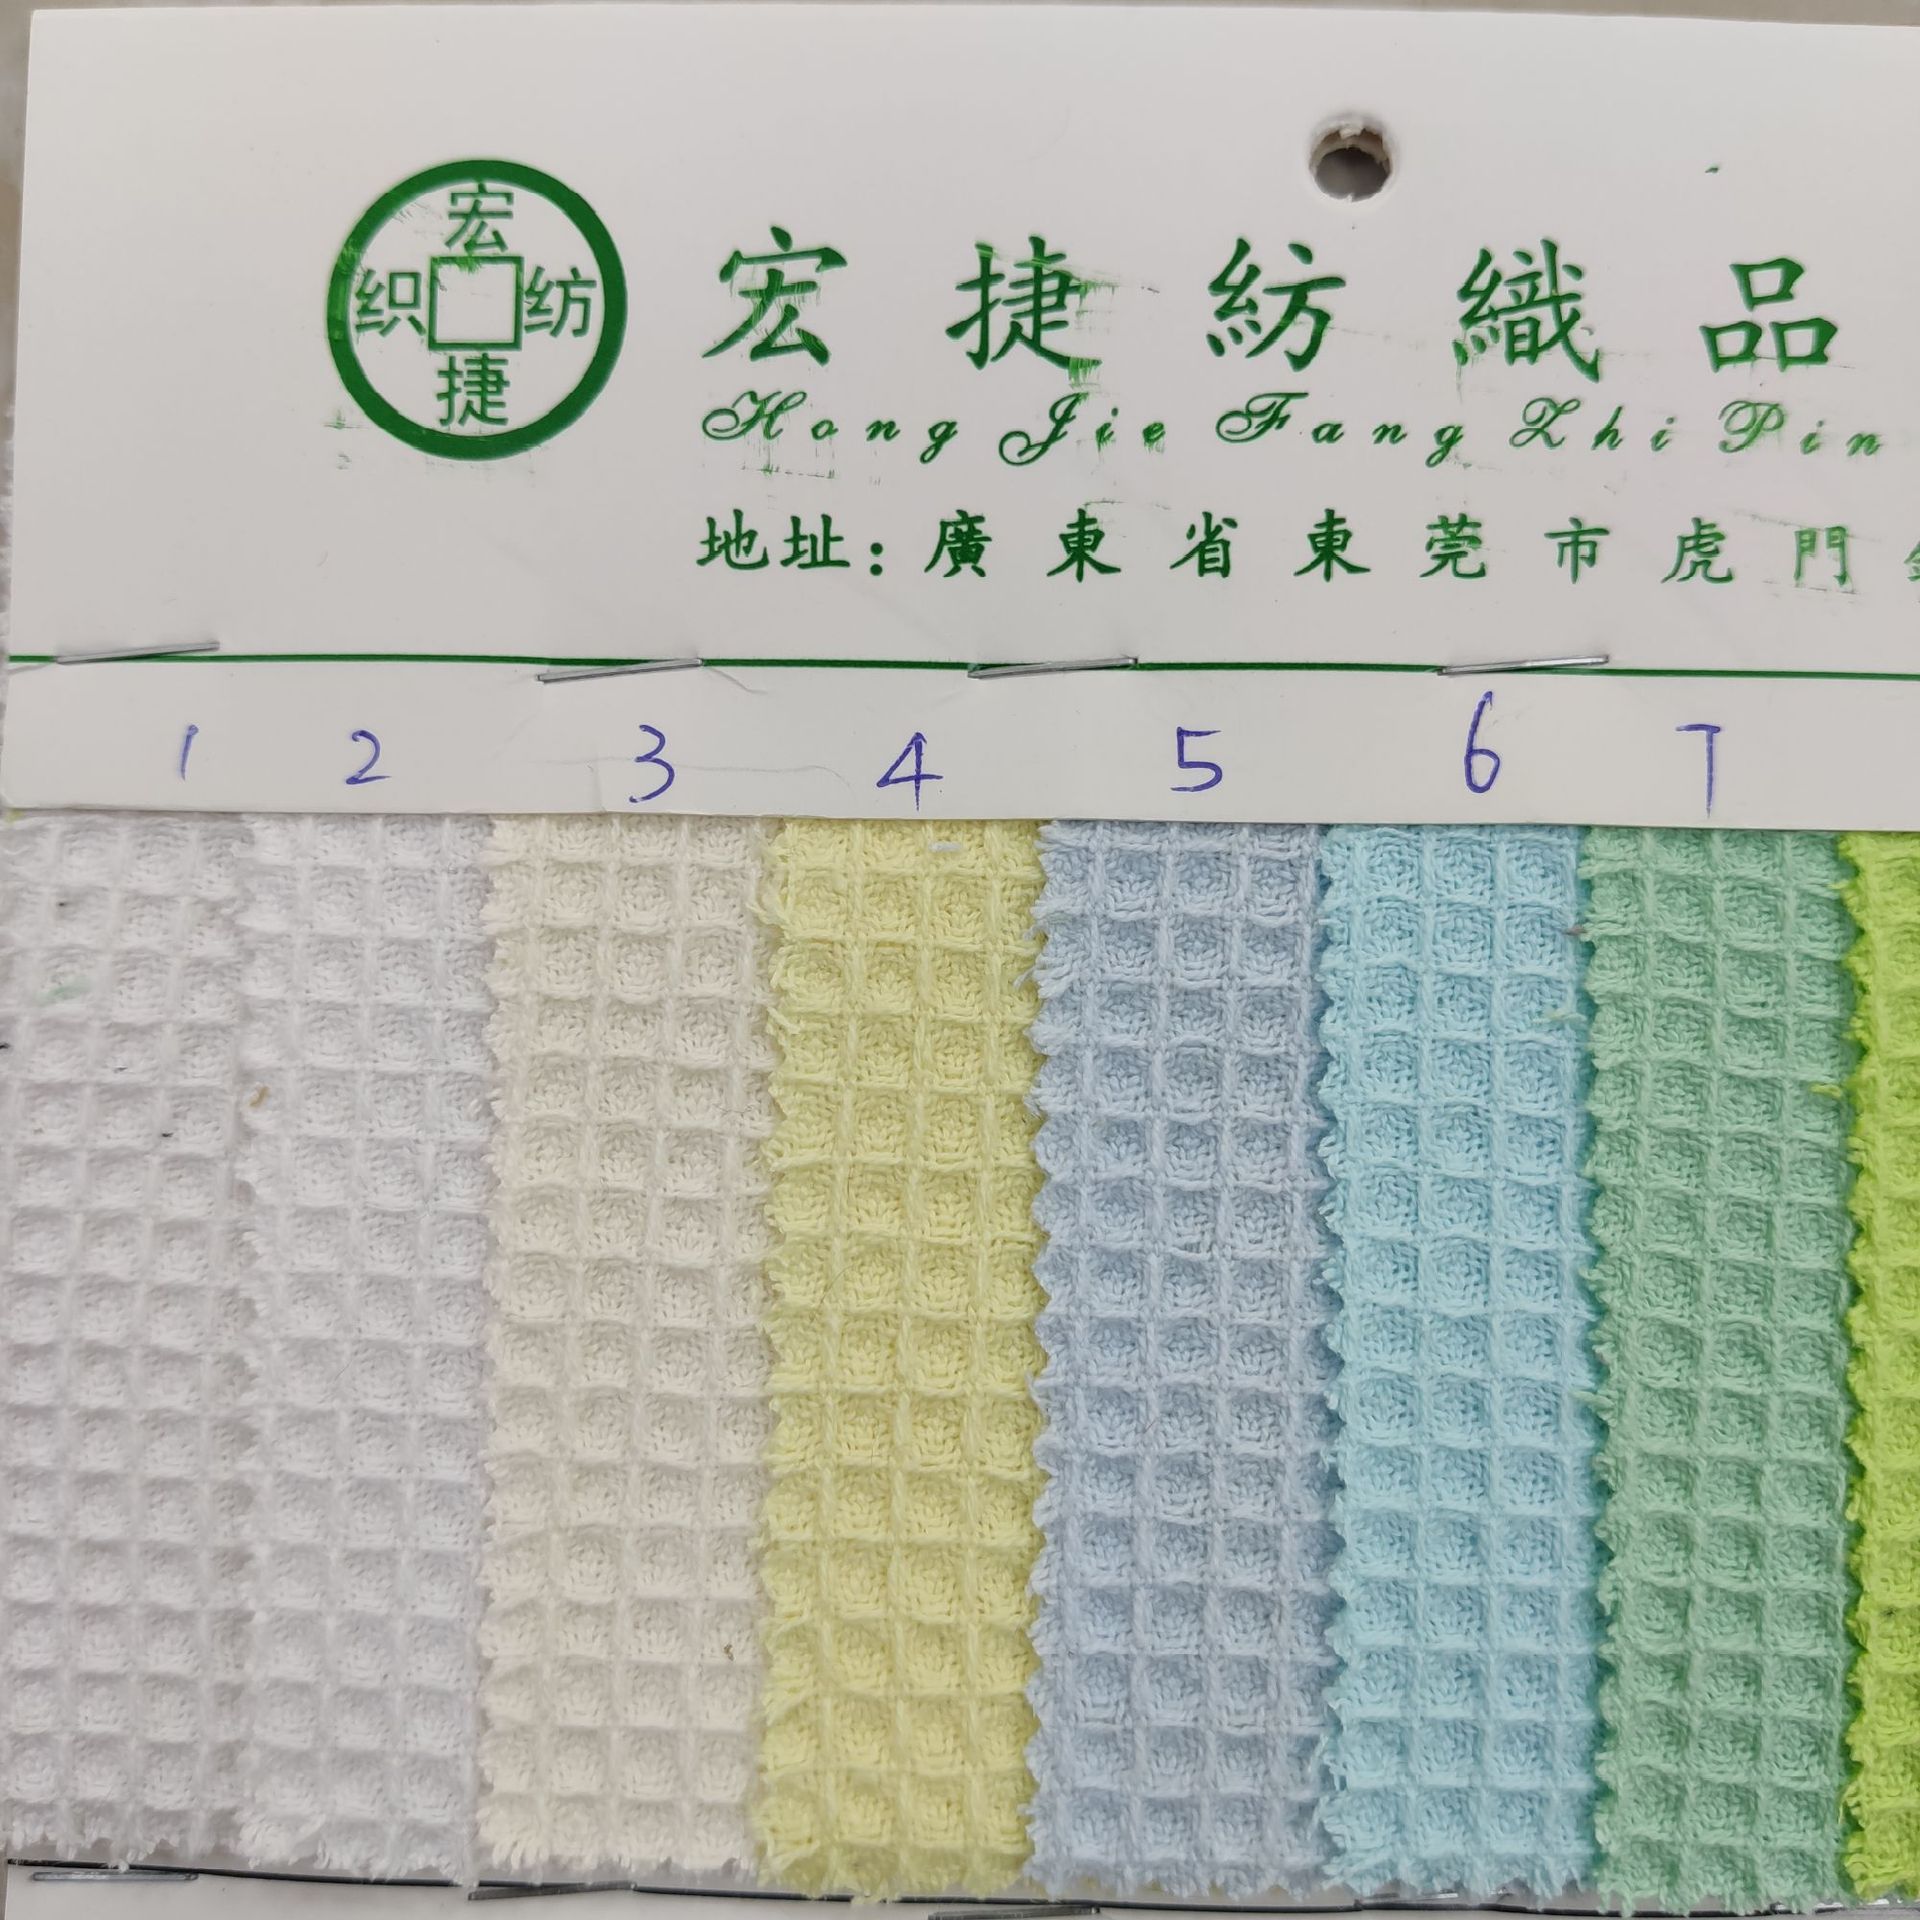 宏
织 纺
捷
宏捷紡織品
Hong Jie Fang Zhi Pin
地址：廣東省東莞市虎門
1 2 3 4 5 6 7